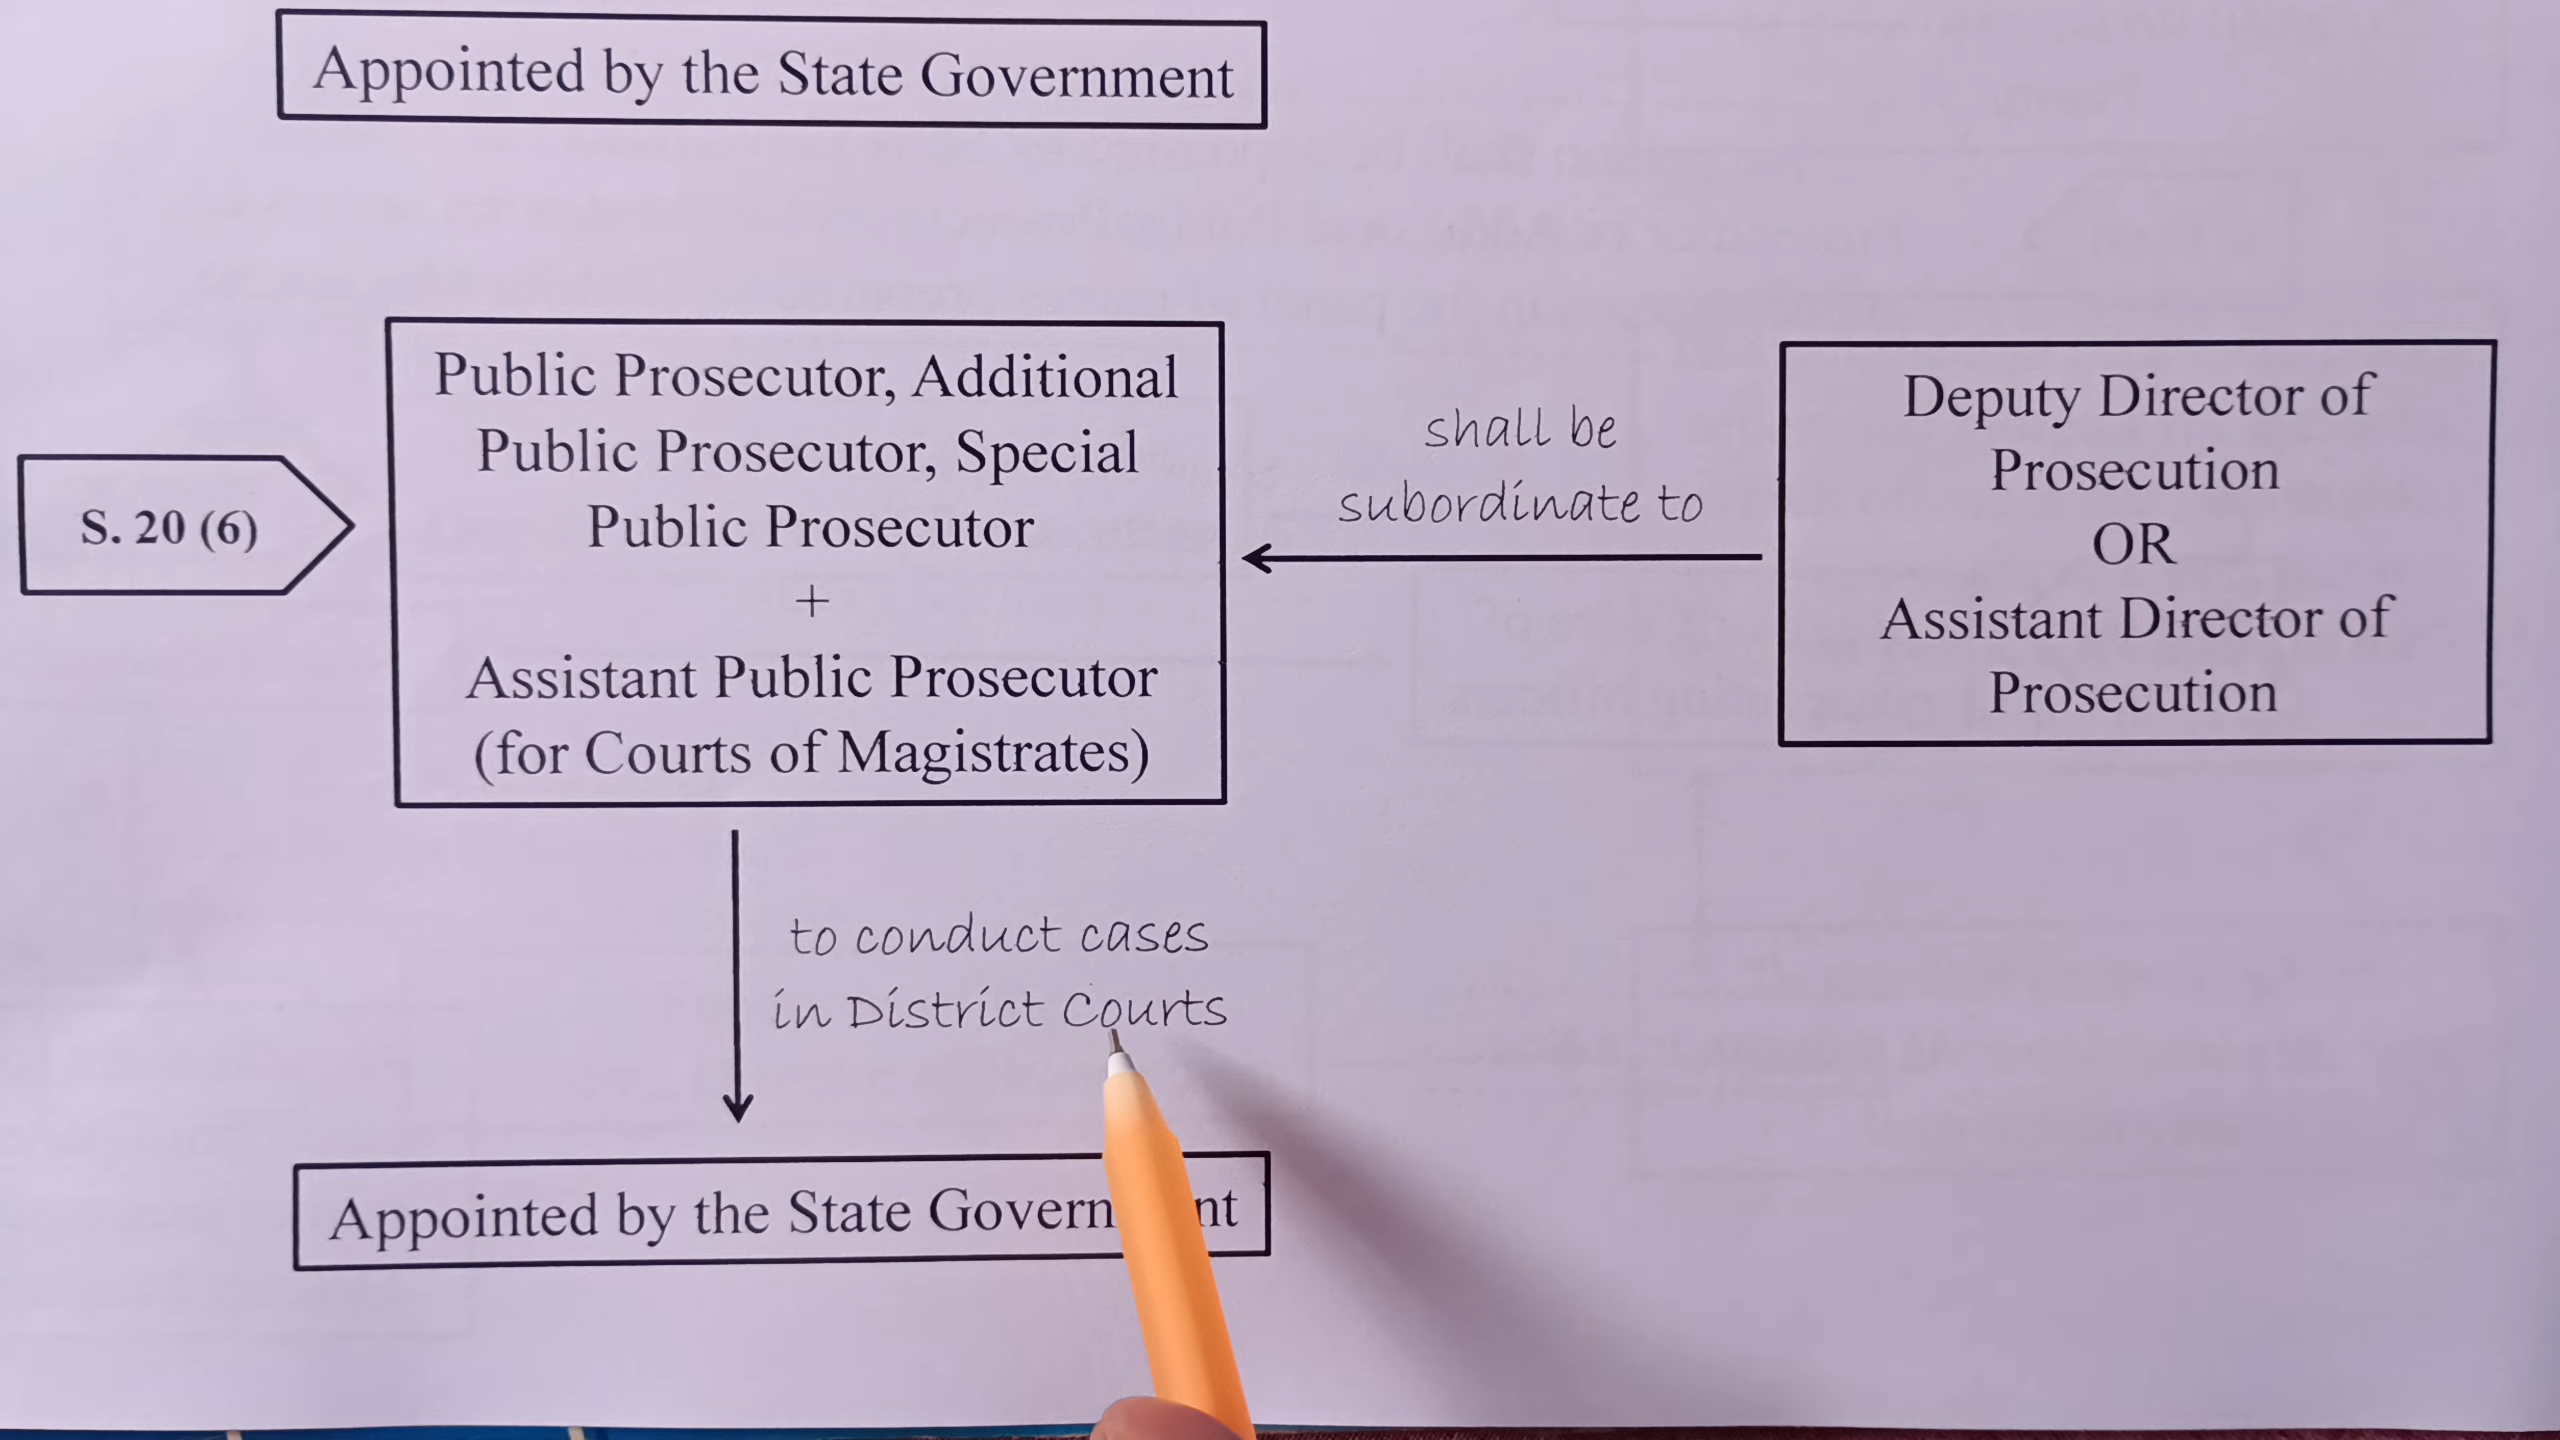 Appointed by the State Government
Public Prosecutor, Additional
Public Prosecutor, Special
Public Prosecutor
+
Assistant Public Prosecutor
(for Courts of Magistrates)
S. 20 (6)
shall be
subordinate to
Deputy Director of
Prosecution
OR
Assistant Director of
Prosecution
to conduct cases
in District Courts
Appointed by the State Govern nt